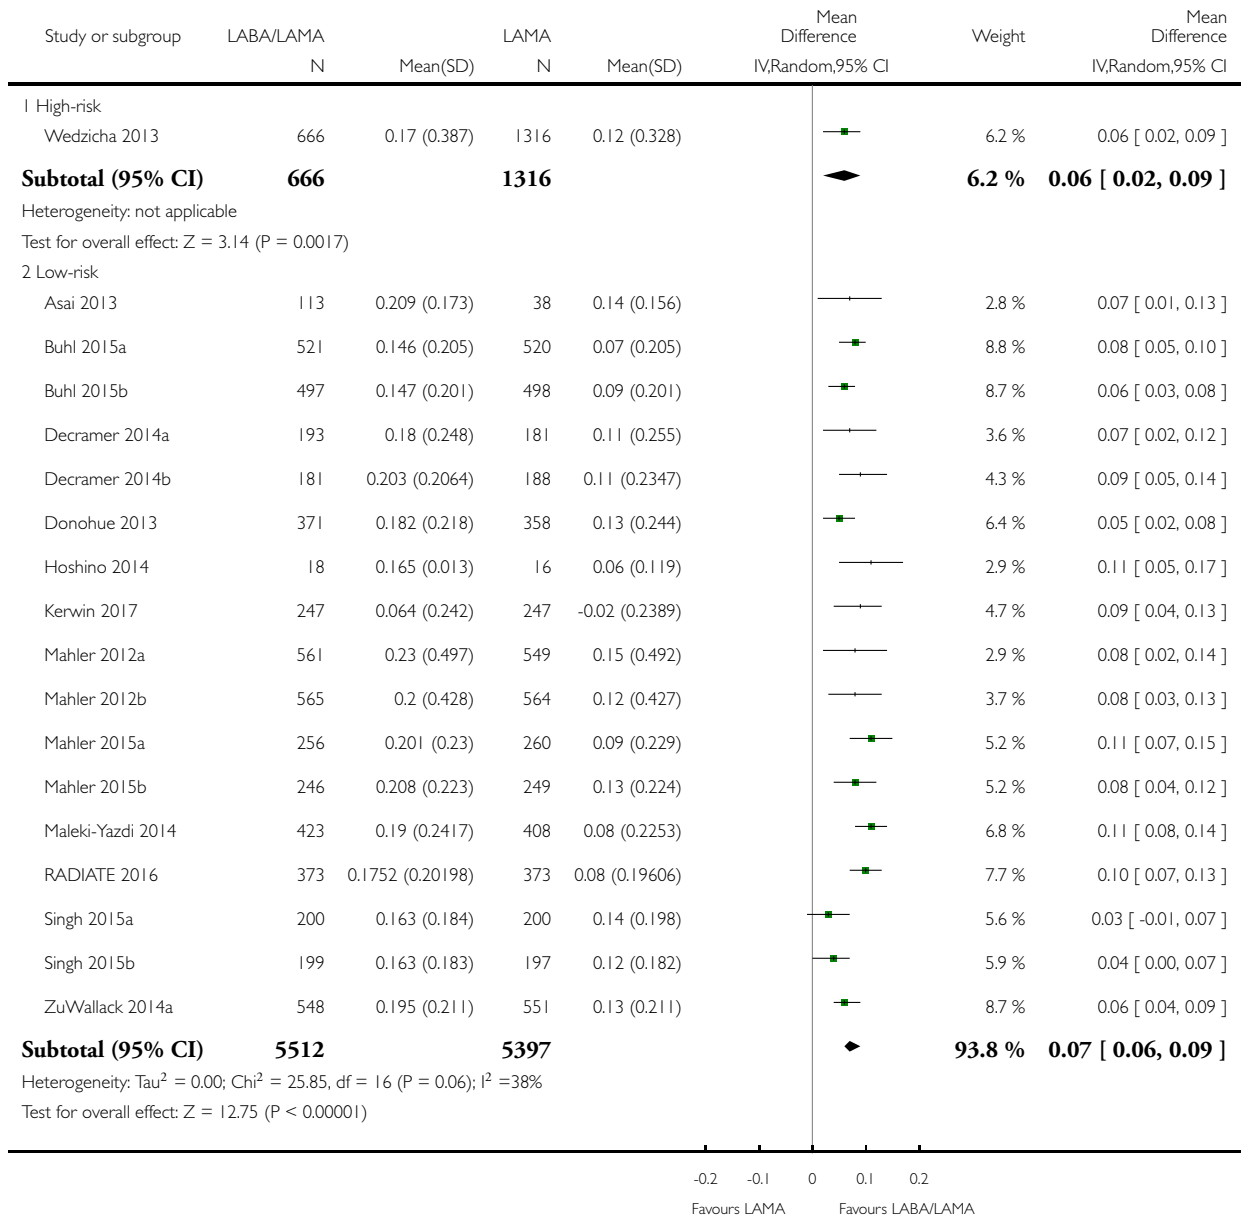 Study or subgroup LABA/LAMA LAMA Mean Difference Weight Mean Difference
N Mean(SD) N Mean(SD) IV,Random,95% CI IV,Random,95% CI
1 High-risk
Wedzicha 2013 666 0.17 (0.387) 1316 0.12 (0.328) 6.2 % 0.06 [ 0.02, 0.09 ]
Subtotal (95% CI) 666 1316 6.2 % 0.06 [ 0.02, 0.09 ]
Heterogeneity: not applicable
Test for overall effect: Z = 3.14 (P = 0.0017)
2 Low-risk
Asai 2013 113 0.209 (0.173) 38 0.14 (0.156) 2.8 % 0.07 [ 0.01, 0.13 ]
Buhl 2015a 521 0.146 (0.205) 520 0.07 (0.205) 8.8 % 0.08 [ 0.05, 0.10 ]
Buhl 2015b 497 0.147 (0.201) 498 0.09 (0.201) 8.7 % 0.06 [ 0.03, 0.08 ]
Decramer 2014a 193 0.18 (0.248) 181 0.11 (0.255) 3.6 % 0.07 [ 0.02, 0.12 ]
Decramer 2014b 181 0.203 (0.2064) 188 0.11 (0.2347) 4.3 % 0.09 [ 0.05, 0.14 ]
Donohue 2013 371 0.182 (0.218) 358 0.13 (0.244) 6.4 % 0.05 [ 0.02, 0.08 ]
Hoshino 2014 18 0.165 (0.013) 16 0.06 (0.119) 2.9 % 0.11 [ 0.05, 0.17 ]
Kerwin 2017 247 0.064 (0.242) 247 -0.02 (0.2389) 4.7 % 0.09 [ 0.04, 0.13 ]
Mahler 2012a 561 0.23 (0.497) 549 0.15 (0.492) 2.9 % 0.08 [ 0.02, 0.14 ]
Mahler 2012b 565 0.2 (0.428) 564 0.12 (0.427) 3.7 % 0.08 [ 0.03, 0.13 ]
Mahler 2015a 256 0.201 (0.23) 260 0.09 (0.229) 5.2 % 0.11 [ 0.07, 0.15 ]
Mahler 2015b 246 0.208 (0.223) 249 0.13 (0.224) 5.2 % 0.08 [ 0.04, 0.12 ]
Maleki-Yazdi 2014 423 0.19 (0.2417) 408 0.08 (0.2253) 6.8 % 0.11 [ 0.08, 0.14 ]
RADIATE 2016 373 0.1752 (0.20198) 373 0.08 (0.19606) 7.7 % 0.10 [ 0.07, 0.13 ]
Singh 2015a 200 0.163 (0.184) 200 0.14 (0.198) 5.6 % 0.03 [ -0.01, 0.07 ]
Singh 2015b 199 0.163 (0.183) 197 0.12 (0.182) 5.9 % 0.04 [ 0.00, 0.07 ]
ZuWallack 2014a 548 0.195 (0.211) 551 0.13 (0.211) 8.7 % 0.06 [ 0.04, 0.09 ]
Subtotal (95% CI) 5512 5397 93.8 % 0.07 [ 0.06, 0.09 ]
Heterogeneity: Tau² = 0.00; Chi² = 25.85, df = 16 (P = 0.06); I² =38%
Test for overall effect: Z = 12.75 (P < 0.00001)
-0.2 -0.1 0 0.1 0.2
Favours LAMA Favours LABA/LAMA